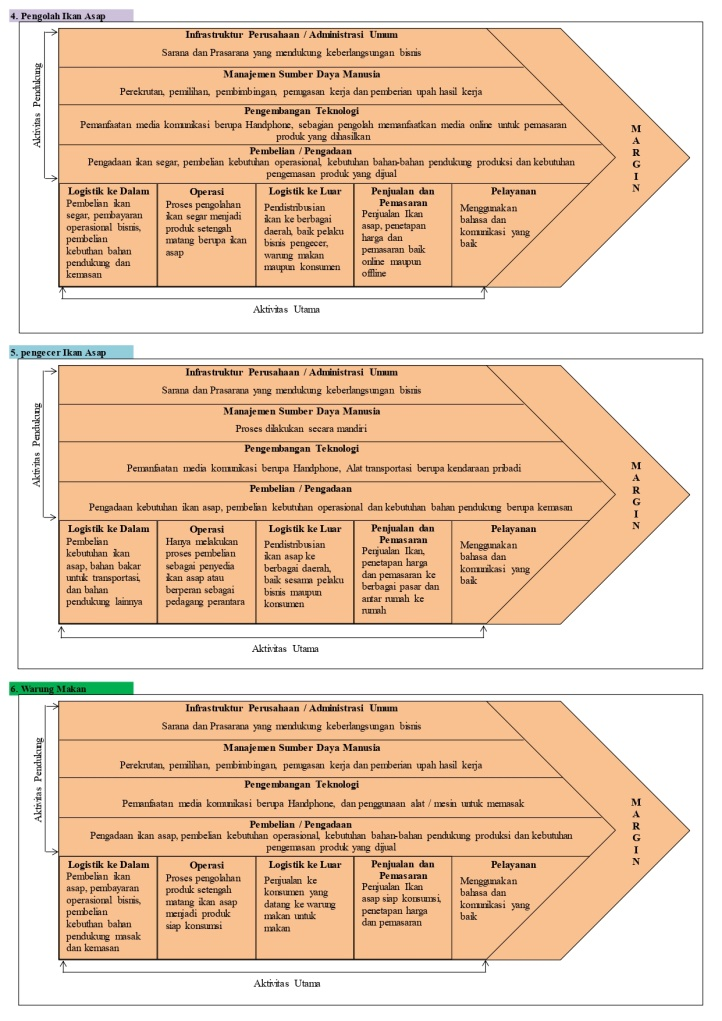 4. Pengolah Ikan Asap
Infrastruktur Perusahaan / Administrasi Umum
Sarana dan Prasarana yang mendukung keberlangsungan bisnis
Manajemen Sumber Daya Manusia
Perekrutan, pemilihan, pembimbingan, penugasan kerja dan pemberian upah hasil kerja
Pengembangan Teknologi
Pemanfaatan media komunikasi berupa Handphone, sebagian pengolah memanfaatkan media online untuk pemasaran
produk yang dihasilkan
Pembelian / Pengadaan
Pengadaan ikan segar, pembelian kebutuhan operasional, kebutuhan bahan-bahan pendukung produksi dan kebutuhan
pengemasan produk yang dijual
Aktivitas Pendukung
Logistik ke Dalam
Pembelian ikan
segar, pembayaran
operasional bisnis,
pembelian
kebuthan bahan
pendukung dan
kemasan
Operasi
Proses pengolahan
ikan segar menjadi
produk setengah
matang berupa ikan
asap
Logistik ke Luar
Pendistribusian
ikan ke berbagai
daerah, baik pelaku
bisnis pengecer,
warung makan
maupun konsumen
Penjualan dan
Pemasaran
Penjualan Ikan
asap, penetapan
harga dan
pemasaran baik
online maupun
offline
Pelayanan
Menggunakan
bahasa dan
komunikasi yang
baik
MARGIN
Aktivitas Utama
5. pengecer Ikan Asap
Infrastruktur Perusahaan / Administrasi Umum
Sarana dan Prasarana yang mendukung keberlangsungan bisnis
Manajemen Sumber Daya Manusia
Proses dilakukan secara mandiri
Pengembangan Teknologi
Pemanfaatan media komunikasi berupa Handphone, Alat transportasi berupa kendaraan pribadi
Pembelian / Pengadaan
Pengadaan kebutuhan ikan asap, pembelian kebutuhan operasional dan kebutuhan bahan pendukung berupa kemasan
Aktivitas Pendukung
Logistik ke Dalam
Pembelian
kebutuhan ikan
asap, bahan bakar
untuk transportasi,
dan bahan
pendukung lainnya
Operasi
Hanya melakukan
proses pembelian
sebagai penyedia
ikan asap atau
berperan sebagai
pedagang perantara
Logistik ke Luar
Pendistribusian
ikan asap ke
berbagai daerah,
baik sesama pelaku
bisnis maupun
konsumen
Penjualan dan
Pemasaran
Penjualan Ikan,
penetapan harga
dan pemasaran ke
berbagai pasar dan
antar rumah ke
rumah
Pelayanan
Menggunakan
bahasa dan
komunikasi yang
baik
MARGIN
Aktivitas Utama
6. Warung Makan
Infrastruktur Perusahaan / Administrasi Umum
Sarana dan Prasarana yang mendukung keberlangsungan bisnis
Manajemen Sumber Daya Manusia
Perekrutan, pemilihan, pembimbingan, penugasan kerja dan pemberian upah hasil kerja
Pengembangan Teknologi
Pemanfaatan media komunikasi berupa Handphone, dan penggunaan alat / mesin untuk memasak
Pembelian / Pengadaan
Pengadaan ikan asap, pembelian kebutuhan operasional, kebutuhan bahan-bahan pendukung produksi dan kebutuhan
pengemasan produk yang dijual
Aktivitas Pendukung
Logistik ke Dalam
Pembelian ikan
asap, pembayaran
operasional bisnis,
pembelian
kebuthan bahan
pendukung masak
dan kemasan
Operasi
Proses pengolahan
produk setengah
matang ikan asap
menjadi produk
siap konsumsi
Logistik ke Luar
Penjualan ke
konsumen yang
datang ke warung
makan untuk
makan
Penjualan dan
Pemasaran
Penjualan Ikan
asap siap konsumsi,
penetapan harga
dan pemasaran
Pelayanan
Menggunakan
bahasa dan
komunikasi yang
baik
MARGIN
Aktivitas Utama